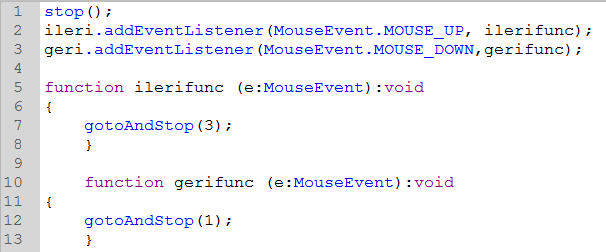 1 stop();
2 ileri.addEventListener(MouseEvent.MOUSE_UP, ilerifunc);
3 geri.addEventListener(MouseEvent.MOUSE_DOWN,gerifunc);
4
5 function ilerifunc (e:MouseEvent):void
6 {
7     gotoAndStop(3);
8     }
9
10     function gerifunc (e:MouseEvent):void
11 {
12     gotoAndStop(1);
13     }